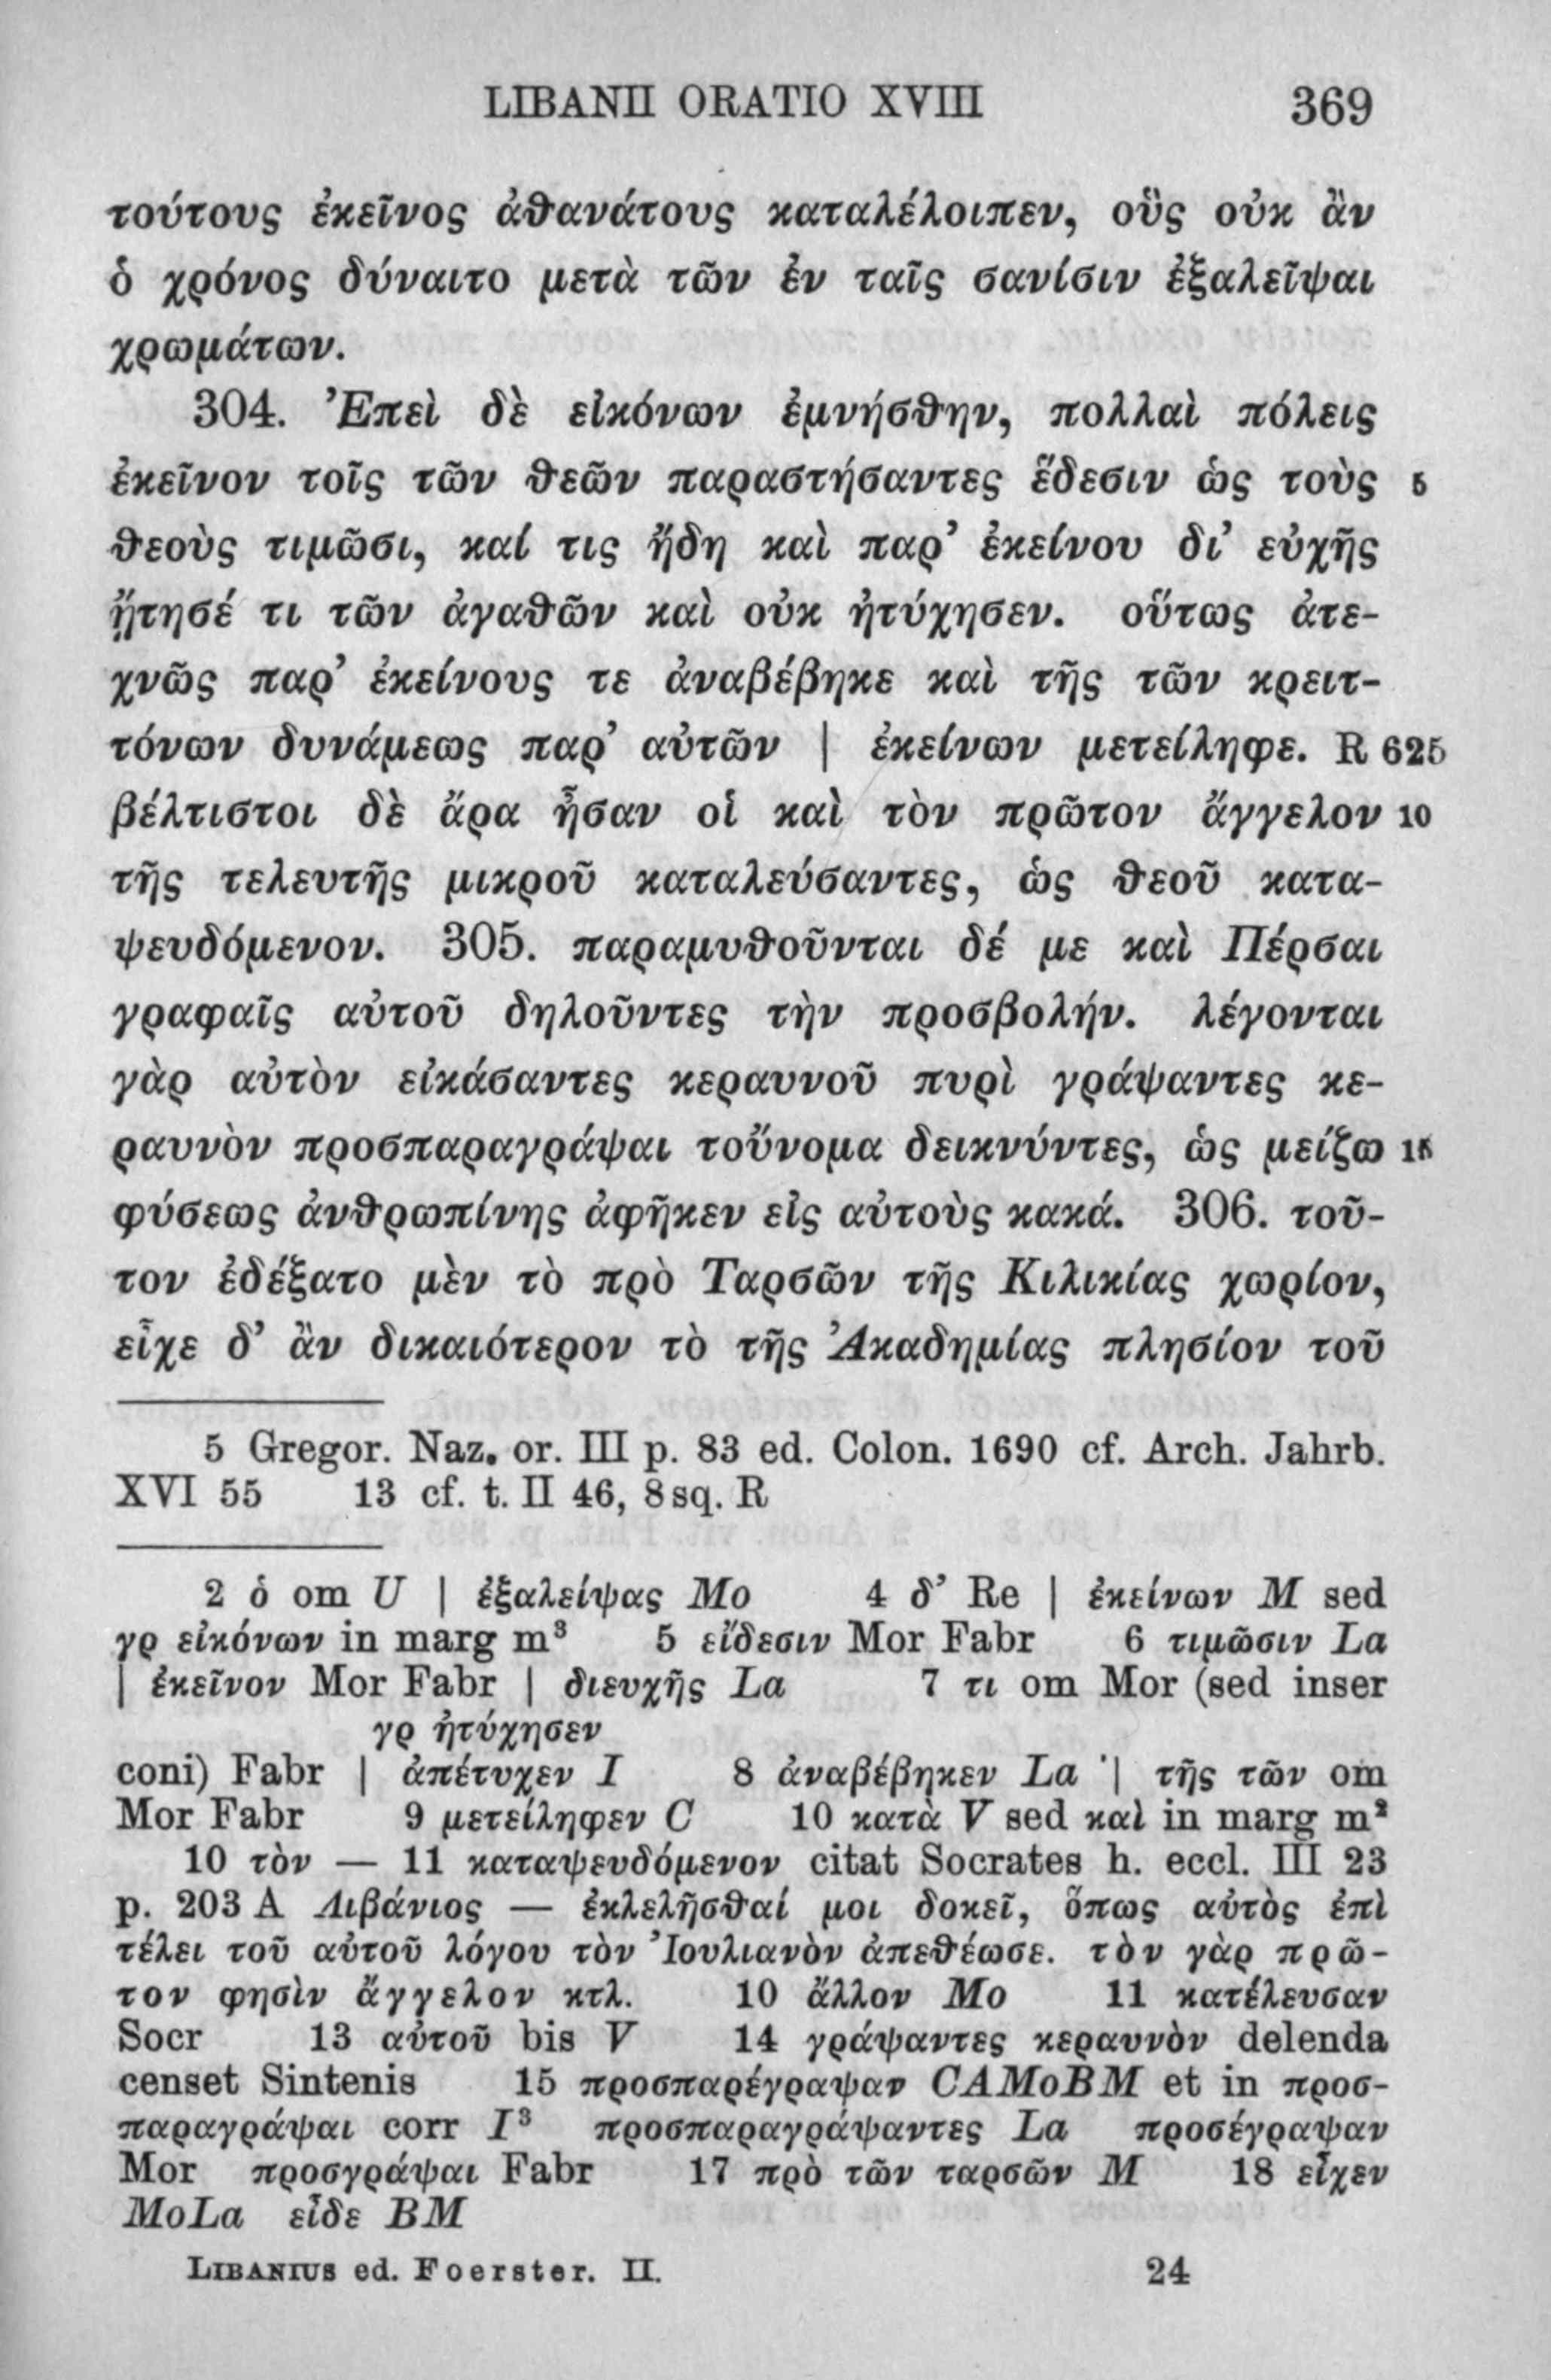 LIBANII ORATIO XVIII 369
τούτους ἐκεῖνος ἀθανάτους καταλέλοιπεν, οὓς οὐκ ἂν
ὁ χρόνος δύναιτο μετὰ τῶν ἐν ταῖς σανίσιν ἐξαλεῖψαι
χρωμάτων.
304. Ἐπεὶ δὲ εἰκόνων ἐμνήσθην, πολλαὶ πόλεις
ἐκεῖνον τοῖς τῶν θεῶν παραστήσαντες ἕδεσιν ὡς τοὺς 5
θεοὺς τιμῶσι, καί τις ἤδη καὶ παρ’ ἐκείνου δι’ εὐχῆς
ᾔτησέ τι τῶν ἀγαθῶν καὶ οὐκ ἠτύχησεν. οὕτως ἀτε-
χνῶς παρ’ ἐκείνους τε ἀναβέβηκε καὶ τῆς τῶν κρειτ-
τόνων δυνάμεως παρ’ αὐτῶν | ἐκείνων μετείληφε. R 625
βέλτιστοι δὲ ἄρα ἦσαν οἱ καὶ τὸν πρῶτον ἄγγελον 10
τῆς τελευτῆς μικροῦ καταλεύσαντες, ὡς θεοῦ κατα-
ψευδόμενον. 305. παραμυθοῦνται δέ με καὶ Πέρσαι
γραφαῖς αὐτοῦ δηλοῦντες τὴν προσβολήν. λέγονται
γὰρ αὐτὸν εἰκάσαντες κεραυνοῦ πυρὶ γράψαντες κε-
ραυνὸν προσπαραγράψαι τοὔνομα δεικνύντες, ὡς μείζω 15
φύσεως ἀνθρωπίνης ἀφῆκεν εἰς αὐτοὺς κακά. 306. τοῦ-
τον ἐδέξατο μὲν τὸ πρὸ Ταρσῶν τῆς Κιλικίας χωρίον,
εἶχε δ’ ἂν δικαιότερον τὸ τῆς Ἀκαδημίας πλησίον τοῦ
5 Gregor. Naz. or. III p. 83 ed. Colon. 1690 cf. Arch. Jahrb.
XVI 55 13 cf. t. II 46, 8 sq. R
2 ὁ om U | ἐξαλείψας Mo 4 δ’ Re | ἐκείνων M sed
γρ εἰκόνων in marg m³ 5 εἴδεσιν Mor Fabr 6 τιμῶσιν La
| ἐκεῖνον Mor Fabr | διευχῆς La 7 τι om Mor (sed inser
γρ ἠτύχησεν
coni) Fabr | ἀπέτυχεν I 8 ἀναβέβηκεν La | τῆς τῶν om
Mor Fabr 9 μετείληφεν C 10 κατὰ V sed καὶ in marg m²
10 τὸν — 11 καταψευδόμενον citat Socrates h. eccl. III 23
p. 203 A Λιβάνιος — ἐκλελῆσθαί μοι δοκεῖ, ὅπως αὐτὸς ἐπὶ
τέλει τοῦ αὐτοῦ λόγου τὸν Ἰουλιανὸν ἀπεθέωσε. τὸν γὰρ πρῶ-
τον φησὶν ἄγγελον κτλ. 10 ἄλλον Mo 11 κατέλευσαν
Socr 13 αὐτοῦ bis V 14 γράψαντες κεραυνὸν delenda
censet Sintenis 15 προσπαρέγραψαν CAMoBM et in προσ-
παραγράψαι corr I³ προσπαραγράψαντες La προσέγραψαν
Mor προσγράψαι Fabr 17 πρὸ τῶν ταρσῶν M 18 εἶχεν
MoLa εἶδε BM
LIBANIUS ed. Foerster. II. 24